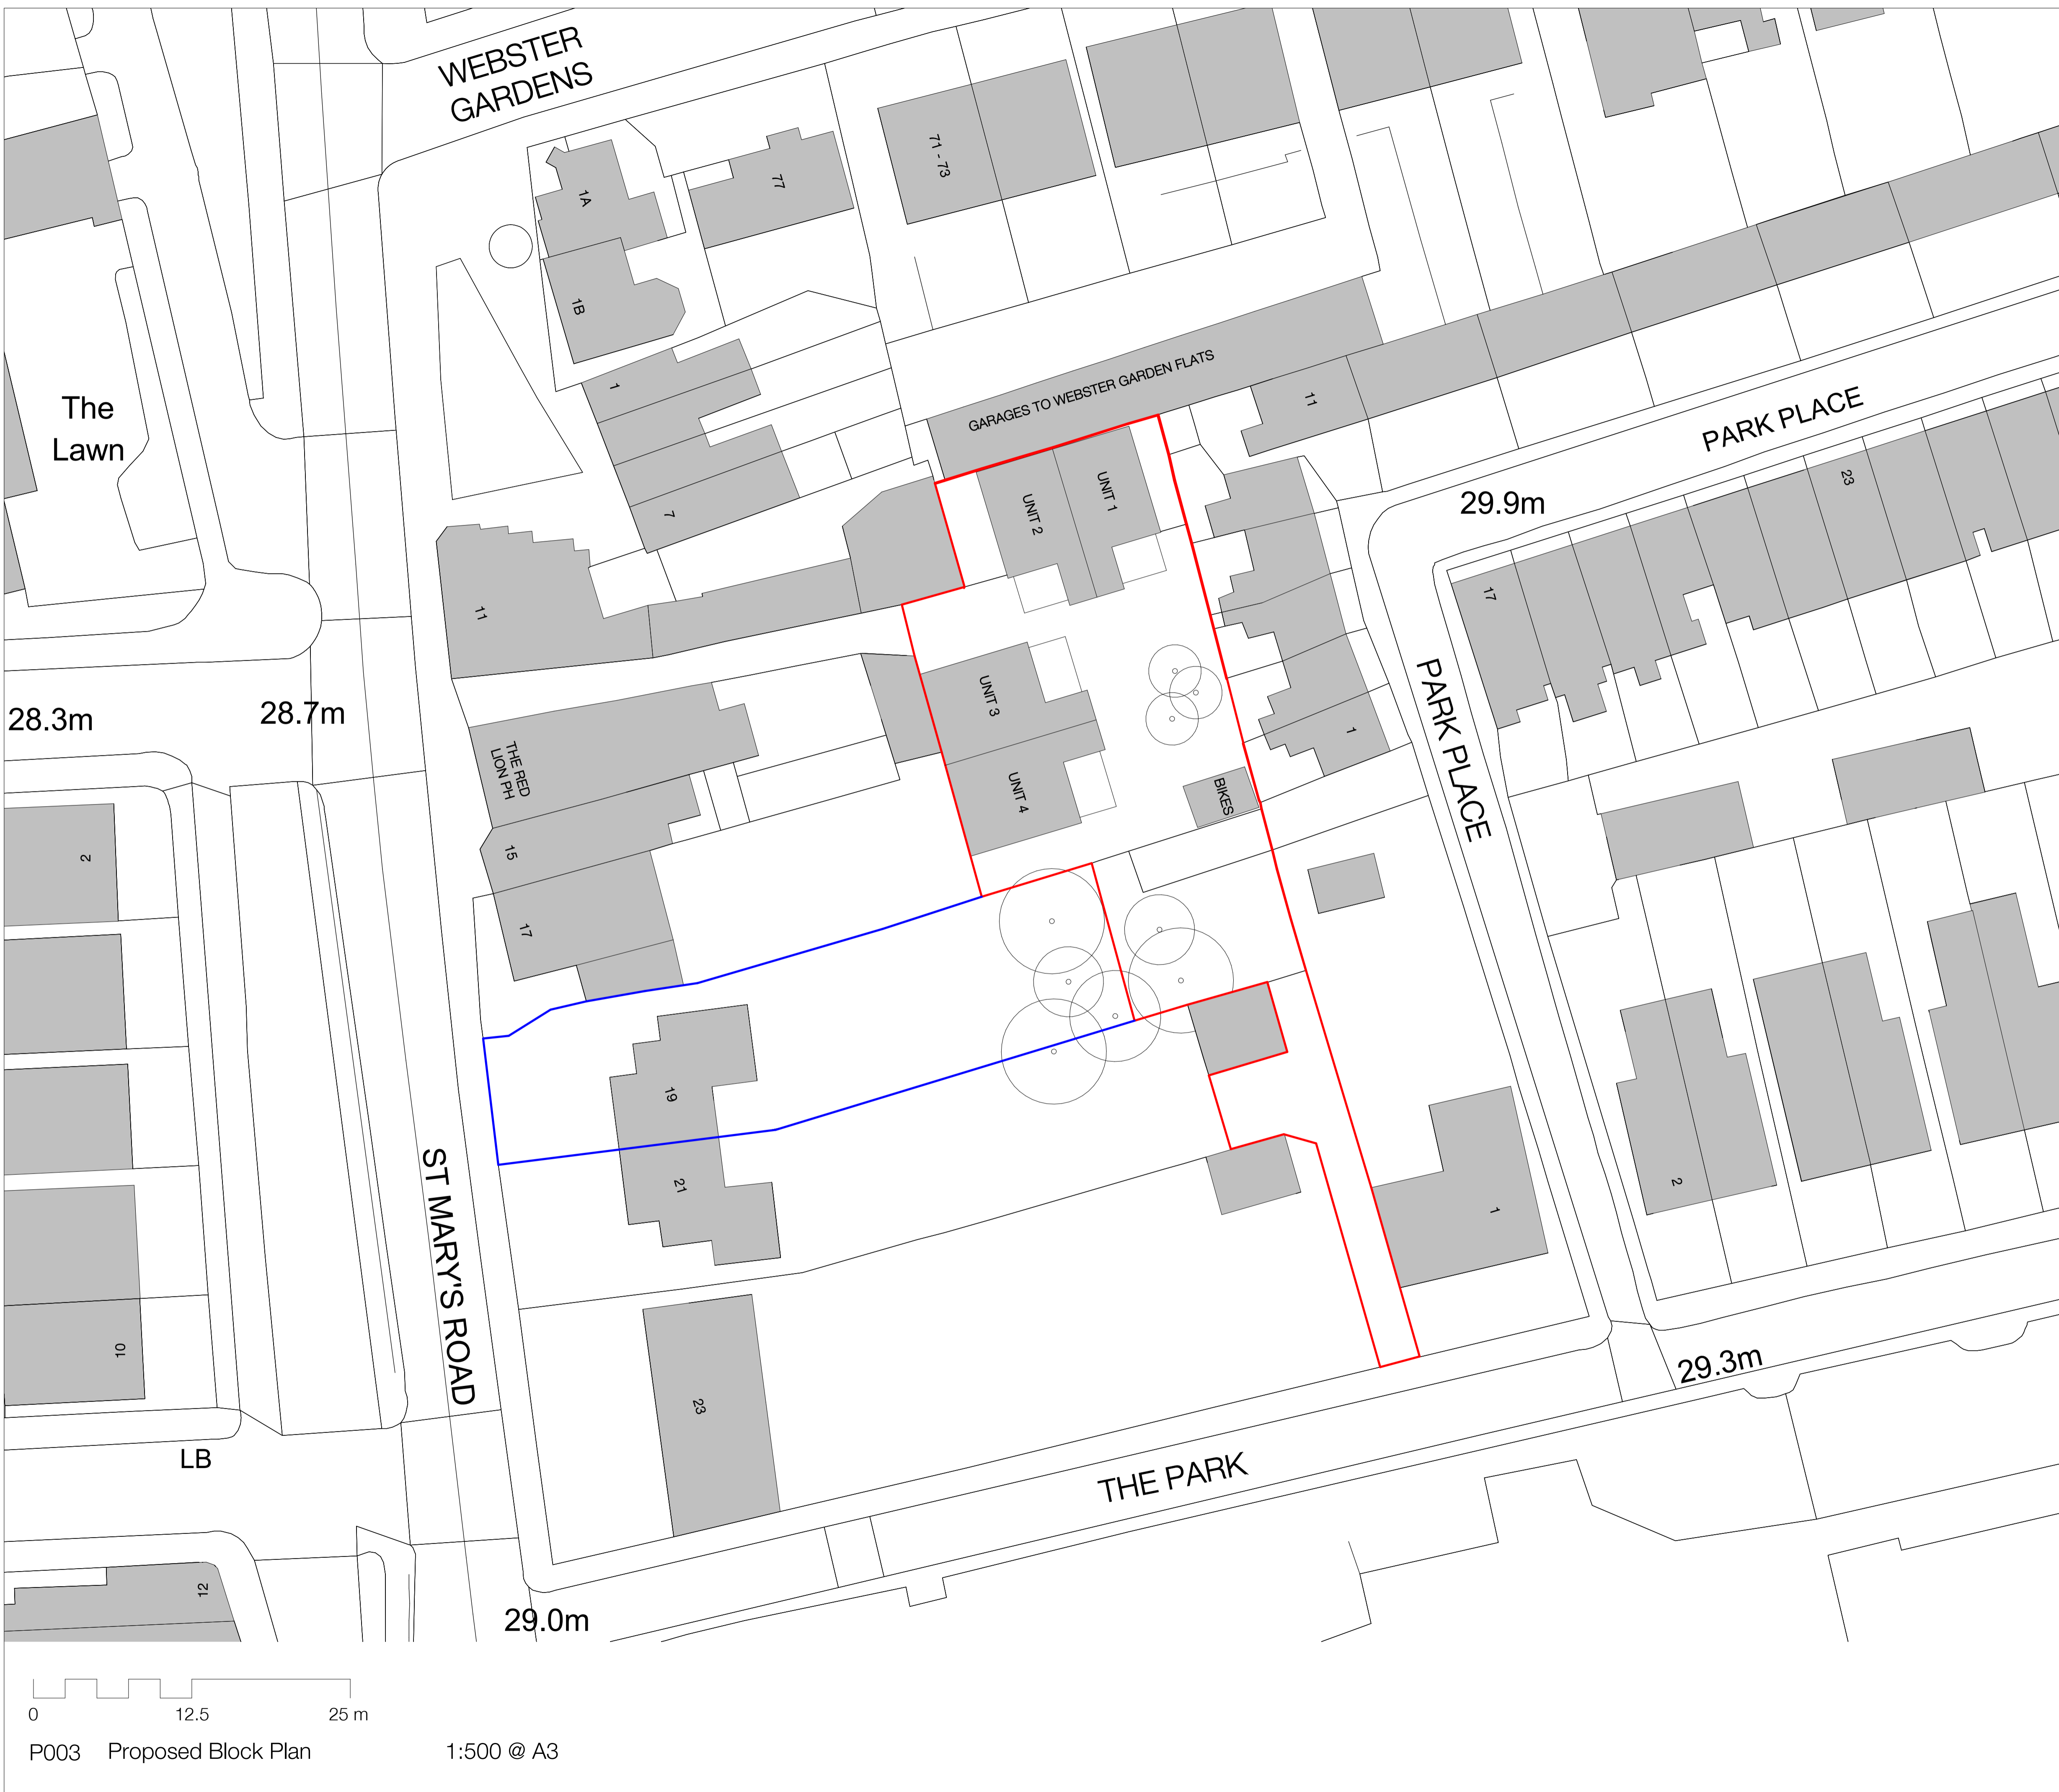 WEBSTER
GARDENS
71 - 73
77
1A
1B
1
7
The
Lawn
GARAGES TO WEBSTER GARDEN FLATS
11
PARK PLACE
23
29.9m
17
UNIT 1
UNIT 2
11
UNIT 3
UNIT 4
BIKES
1
PARK PLACE
28.3m
28.7m
THE RED
LION PH
15
17
2
19
21
ST MARY'S ROAD
10
23
1
2
29.3m
LB
THE PARK
12
29.0m
0
12.5
25 m
P003 Proposed Block Plan 1:500 @ A3